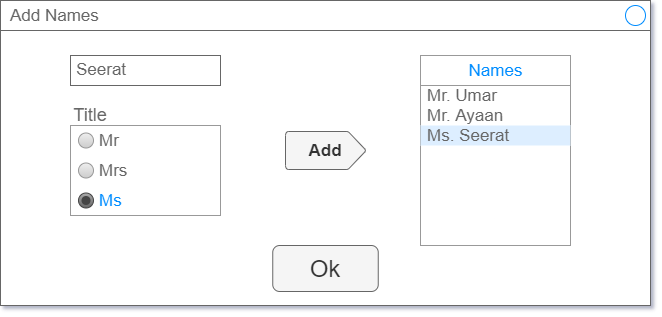 Add Names
Seerat
Title
Mr
Mrs
Ms
Add
Names
Mr. Umar
Mr. Ayaan
Ms. Seerat
Ok